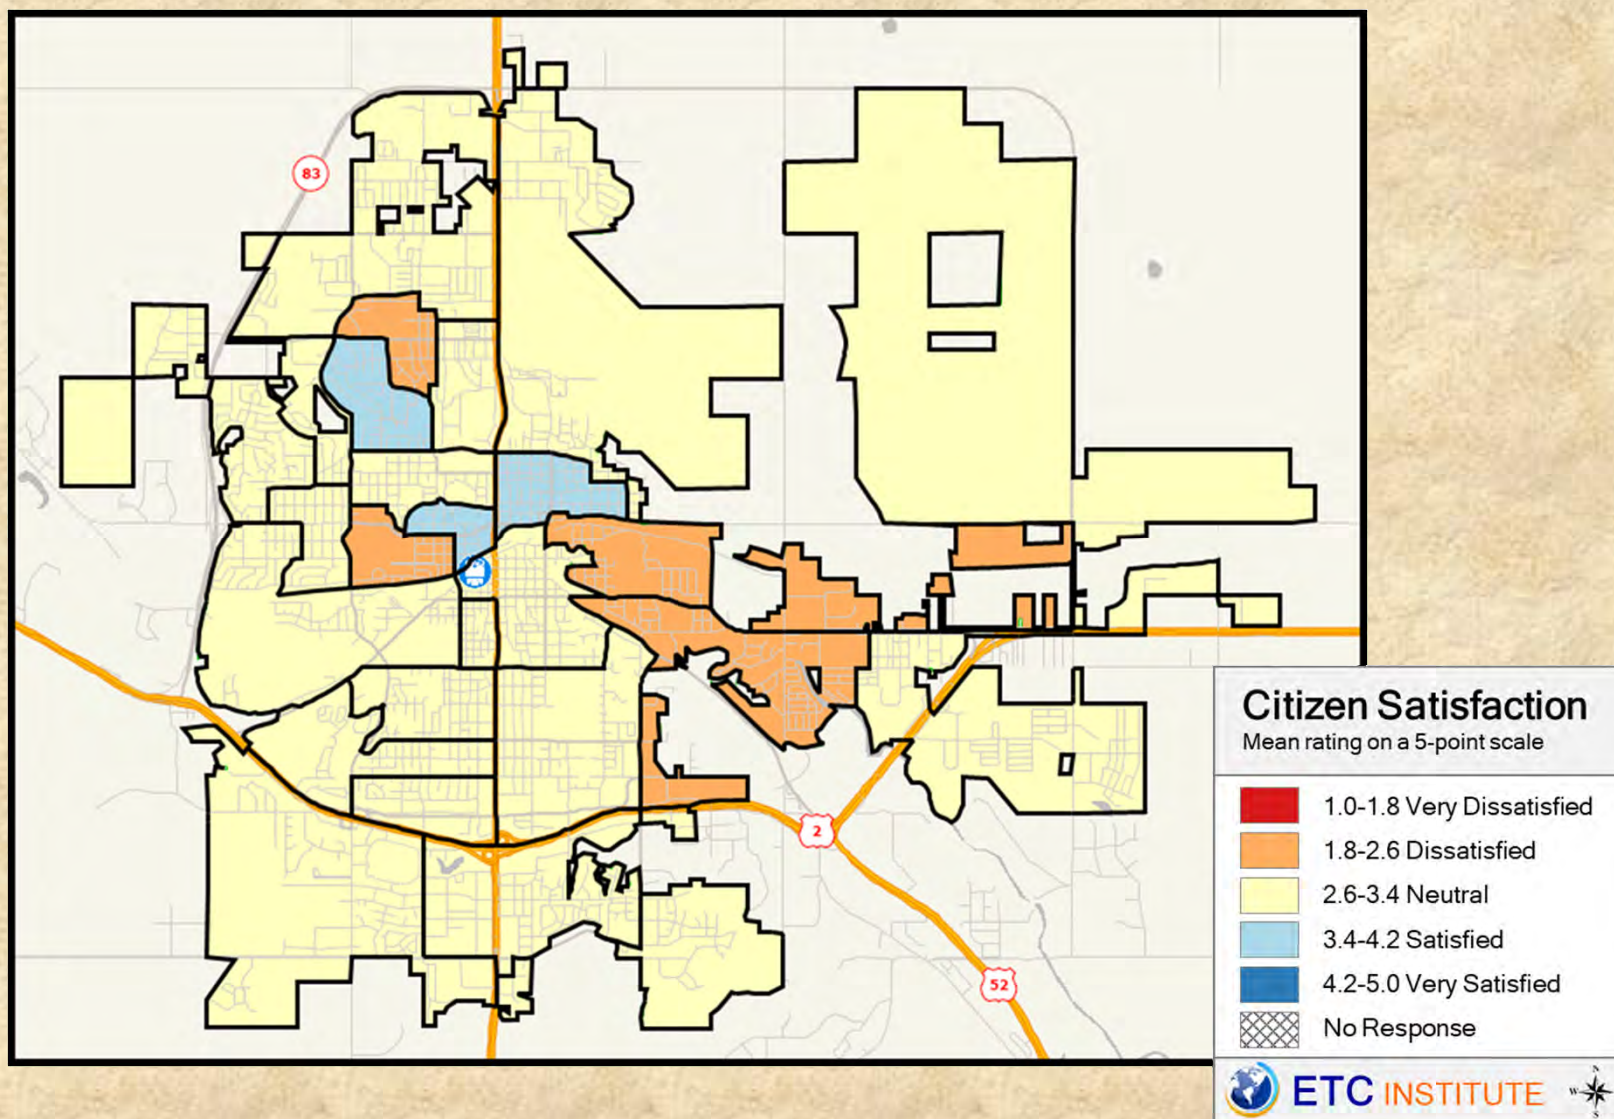 83
2
52
Citizen Satisfaction
Mean rating on a 5-point scale
1.0-1.8 Very Dissatisfied
1.8-2.6 Dissatisfied
2.6-3.4 Neutral
3.4-4.2 Satisfied
4.2-5.0 Very Satisfied
No Response
ETC INSTITUTE
N
W
S